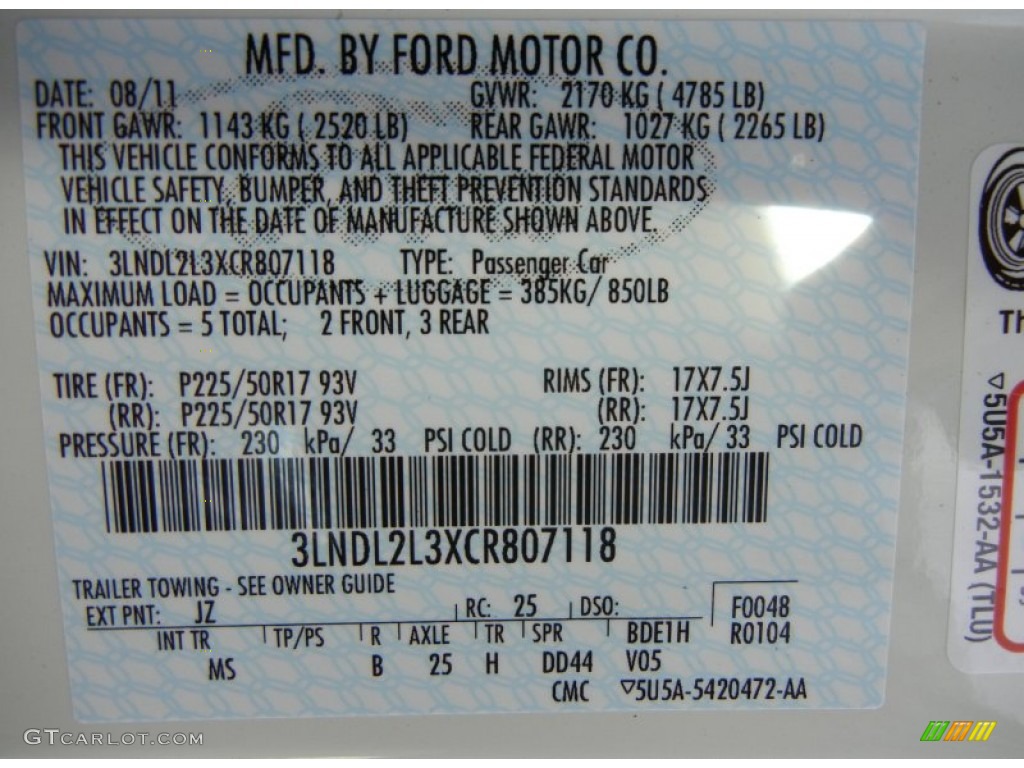 MFD. BY FORD MOTOR CO.
DATE: 08/11 GVWR: 2170 KG ( 4785 LB)
FRONT GAWR: 1143 KG ( 2520 LB) REAR GAWR: 1027 KG ( 2265 LB)
THIS VEHICLE CONFORMS TO ALL APPLICABLE FEDERAL MOTOR
VEHICLE SAFETY, BUMPER, AND THEFT PREVENTION STANDARDS
IN EFFECT ON THE DATE OF MANUFACTURE SHOWN ABOVE.
VIN: 3LNDL2L3XCR807118 TYPE: Passenger Car
MAXIMUM LOAD = OCCUPANTS + LUGGAGE = 385KG/ 850LB
OCCUPANTS = 5 TOTAL; 2 FRONT, 3 REAR
TIRE (FR): P225/50R17 93V RIMS (FR): 17X7.5J
(RR): P225/50R17 93V (RR): 17X7.5J
PRESSURE (FR): 230 kPa/ 33 PSI COLD (RR): 230 kPa/ 33 PSI COLD
3LNDL2L3XCR807118
TRAILER TOWING - SEE OWNER GUIDE
EXT PNT: JZ RC: 25 DSO: F0048
INT TR TP/PS R AXLE TR SPR BDE1H R0104
MS B 25 H DD44 V05
CMC ▽5U5A-5420472-AA
Th
▽5U5A-1532-AA (TLU)
GTCARLOT.COM